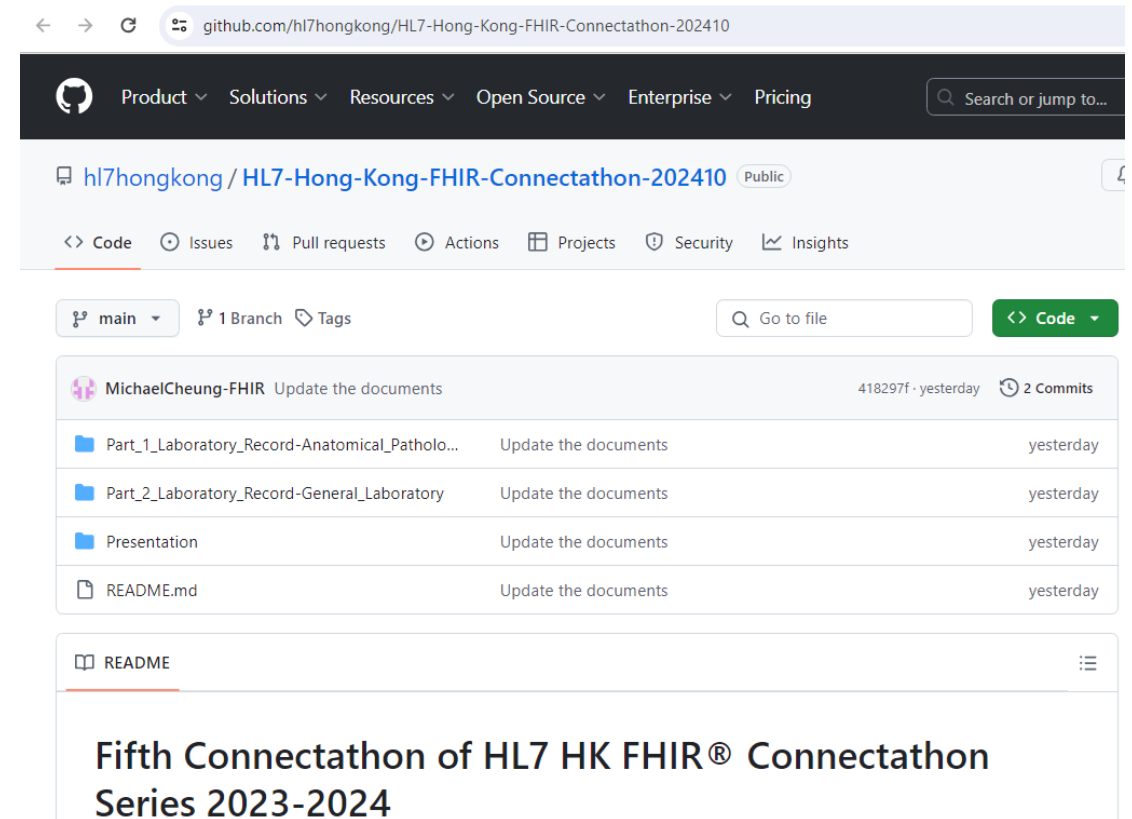 github.com/hl7hongkong/HL7-Hong-Kong-FHIR-Connectathon-202410
Product Solutions Resources Open Source Enterprise Pricing Search or jump to...
hl7hongkong / HL7-Hong-Kong-FHIR-Connectathon-202410 Public
Code Issues Pull requests Actions Projects Security Insights
main 1 Branch Tags Go to file Code
MichaelCheung-FHIR Update the documents 418297f · yesterday 2 Commits
Part_1_Laboratory_Record-Anatomical_Patholo... Update the documents yesterday
Part_2_Laboratory_Record-General_Laboratory Update the documents yesterday
Presentation Update the documents yesterday
README.md Update the documents yesterday
README
Fifth Connectathon of HL7 HK FHIR® Connectathon
Series 2023-2024